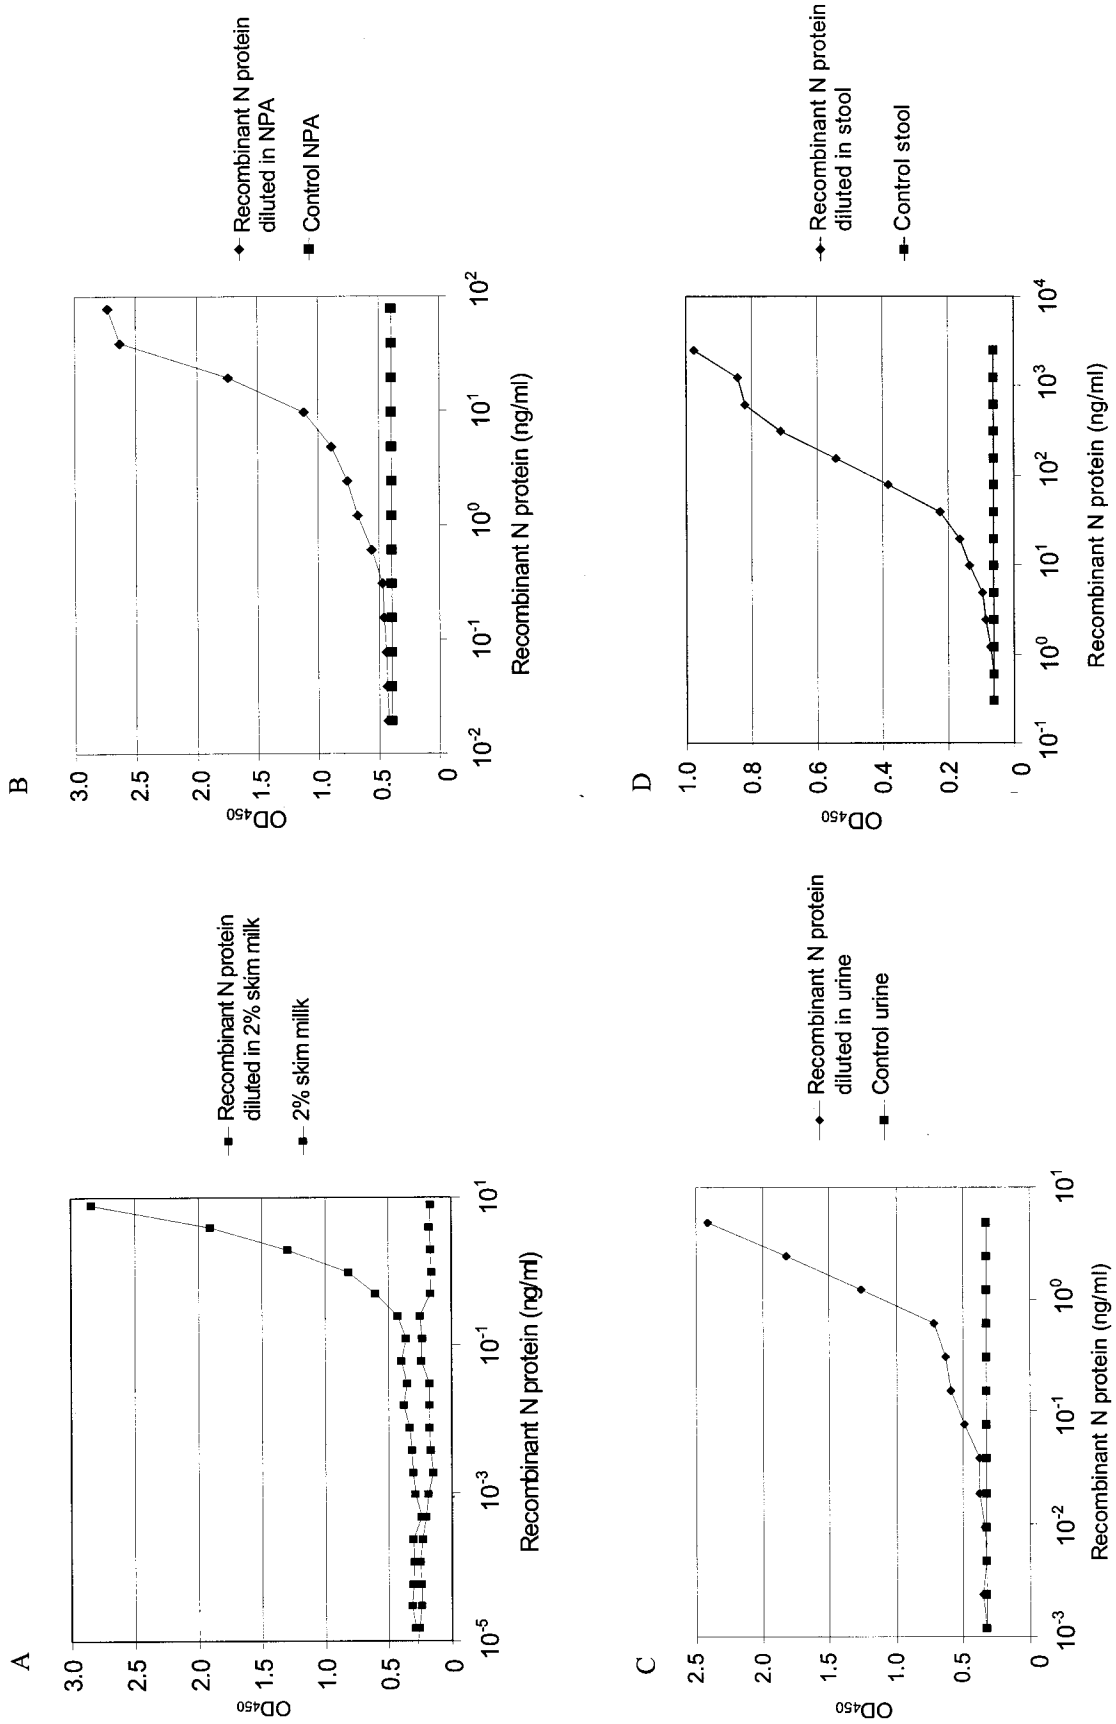 A
3.0
2.5
2.0
1.5
1.0
0.5
0
OD450
10-5
10-3
10-1
101
Recombinant N protein (ng/ml)
Recombinant N protein
diluted in 2% skim milk
2% skim millk
B
3.0
2.5
2.0
1.5
1.0
0.5
0
OD450
10-2
10-1
100
101
102
Recombinant N protein (ng/ml)
Recombinant N protein
diluted in NPA
Control NPA
C
2.5
2.0
1.5
1.0
0.5
0
OD450
10-3
10-2
10-1
100
101
Recombinant N protein (ng/ml)
Recombinant N protein
diluted in urine
Control urine
D
1.0
0.8
0.6
0.4
0.2
0
OD450
10-1
100
101
102
103
104
Recombinant N protein (ng/ml)
Recombinant N protein
diluted in stool
Control stool